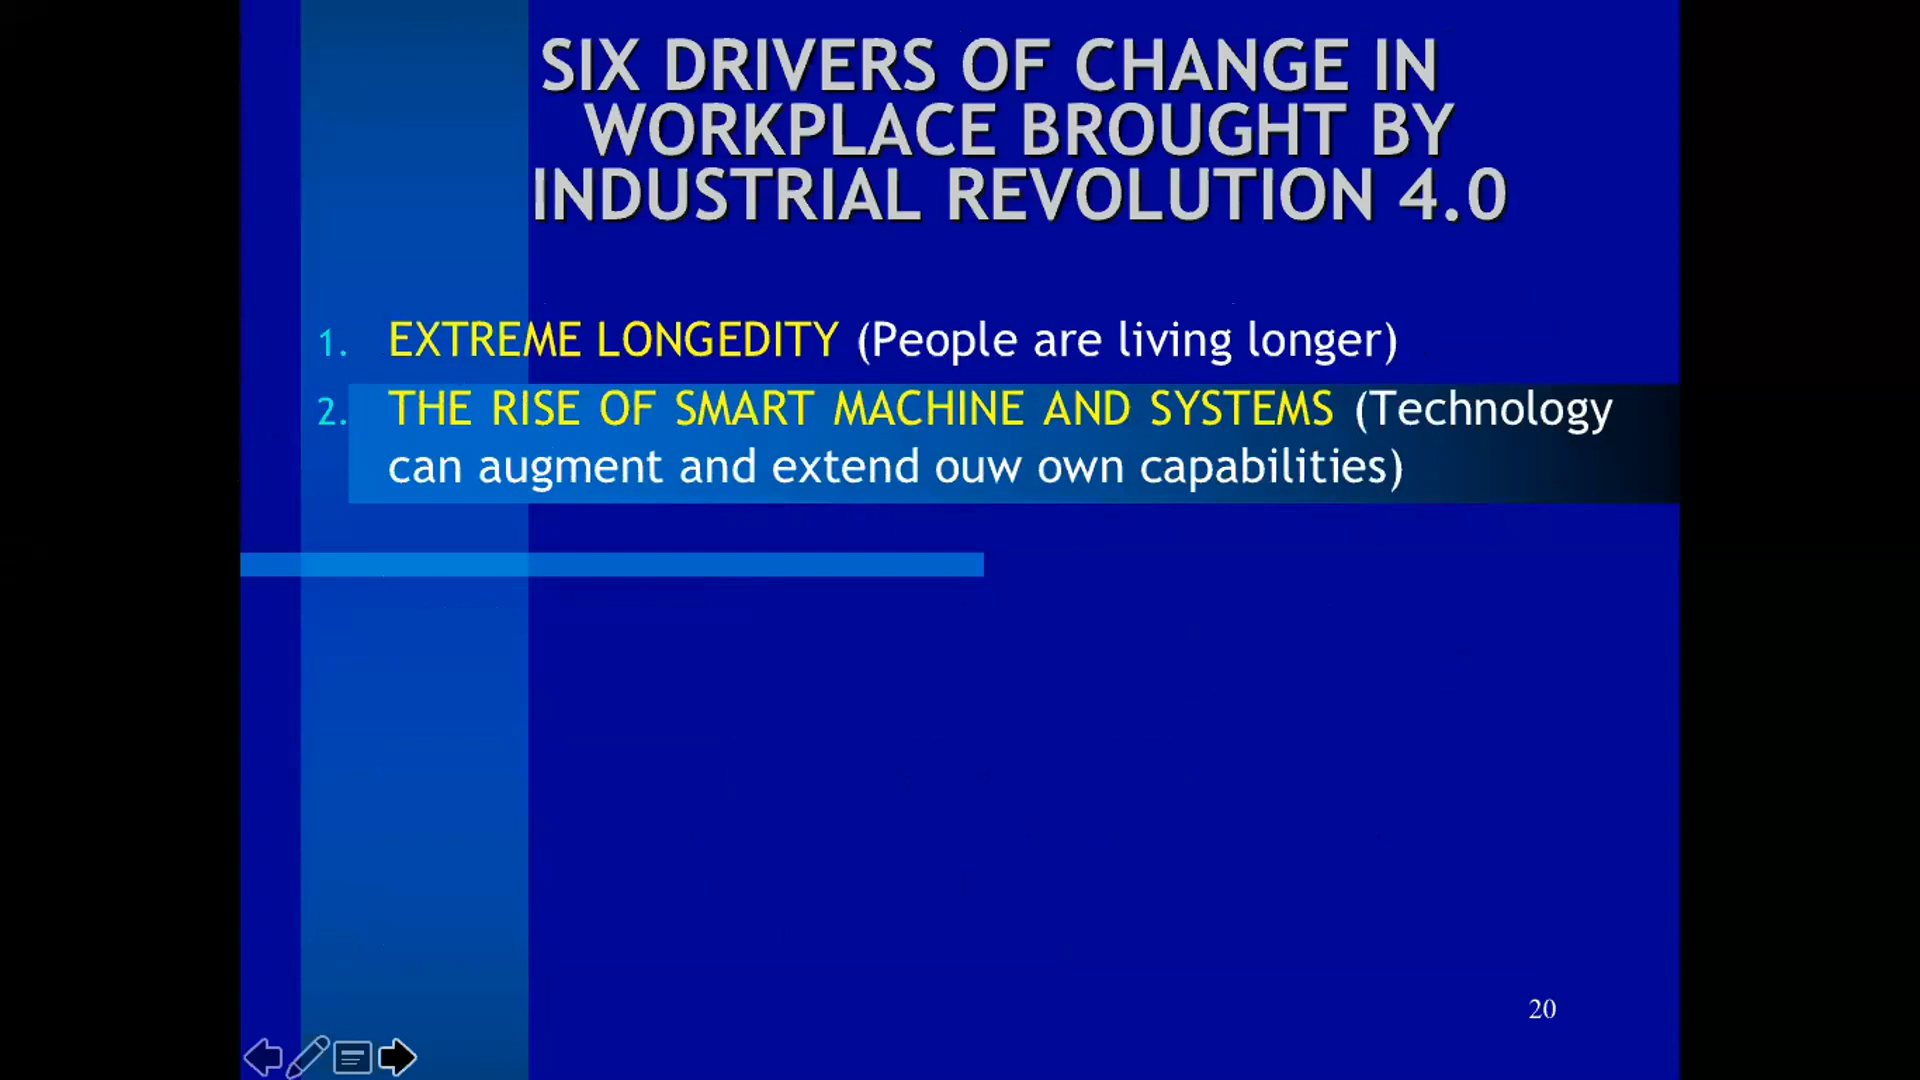 SIX DRIVERS OF CHANGE IN
WORKPLACE BROUGHT BY
INDUSTRIAL REVOLUTION 4.0
1. EXTREME LONGEDITY (People are living longer)
2. THE RISE OF SMART MACHINE AND SYSTEMS (Technology
can augment and extend ouw own capabilities)
20